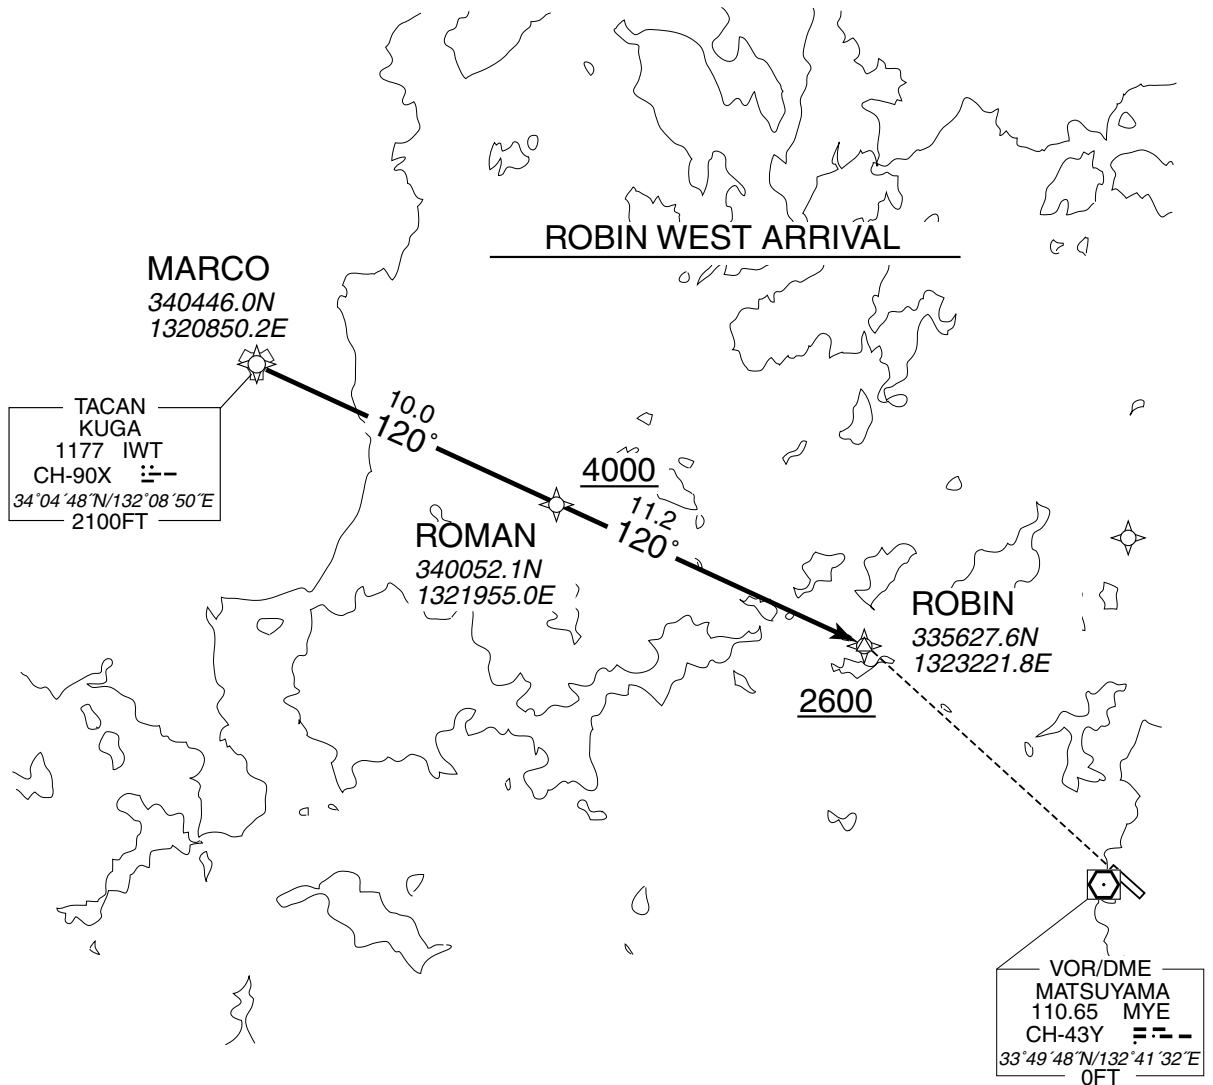 ROBIN WEST ARRIVAL
MARCO
340446.0N
1320850.2E
TACAN
KUGA
1177 IWT
CH-90X
34°04´48˝N/132°08´50˝E
2100FT
10.0
120°
4000
ROMAN
340052.1N
1321955.0E
11.2
120°
ROBIN
335627.6N
1323221.8E
2600
VOR/DME
MATSUYAMA
110.65 MYE
CH-43Y
33°49´48˝N/132°41´32˝E
0FT